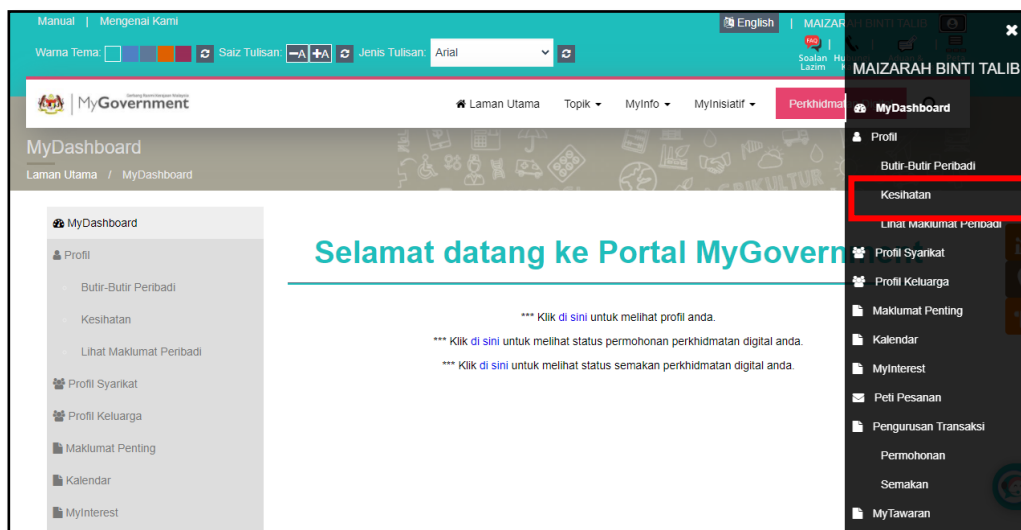 Manual | Mengenai Kami
English | MAIZARAH BINTI TALIB
Warna Tema: Saiz Tulisan: -A +A Jenis Tulisan: Arial
FAQ
Soalan
Lazim
MyGovernment
Laman Utama Topik MyInfo MyInisiatif
MyDashboard
Laman Utama / MyDashboard
MyDashboard
Profil
Butir-Butir Peribadi
Kesihatan
Lihat Maklumat Peribadi
Profil Syarikat
Profil Keluarga
Maklumat Penting
Kalendar
MyInterest
Selamat datang ke Portal MyGovernment
*** Klik di sini untuk melihat profil anda.
*** Klik di sini untuk melihat status permohonan perkhidmatan digital anda.
*** Klik di sini untuk melihat status semakan perkhidmatan digital anda.
MAIZARAH BINTI TALIB
MyDashboard
Profil
Butir-Butir Peribadi
Kesihatan
Lihat Maklumat Peribadi
Profil Syarikat
Profil Keluarga
Maklumat Penting
Kalendar
MyInterest
Peti Pesanan
Pengurusan Transaksi
Permohonan
Semakan
MyTawaran